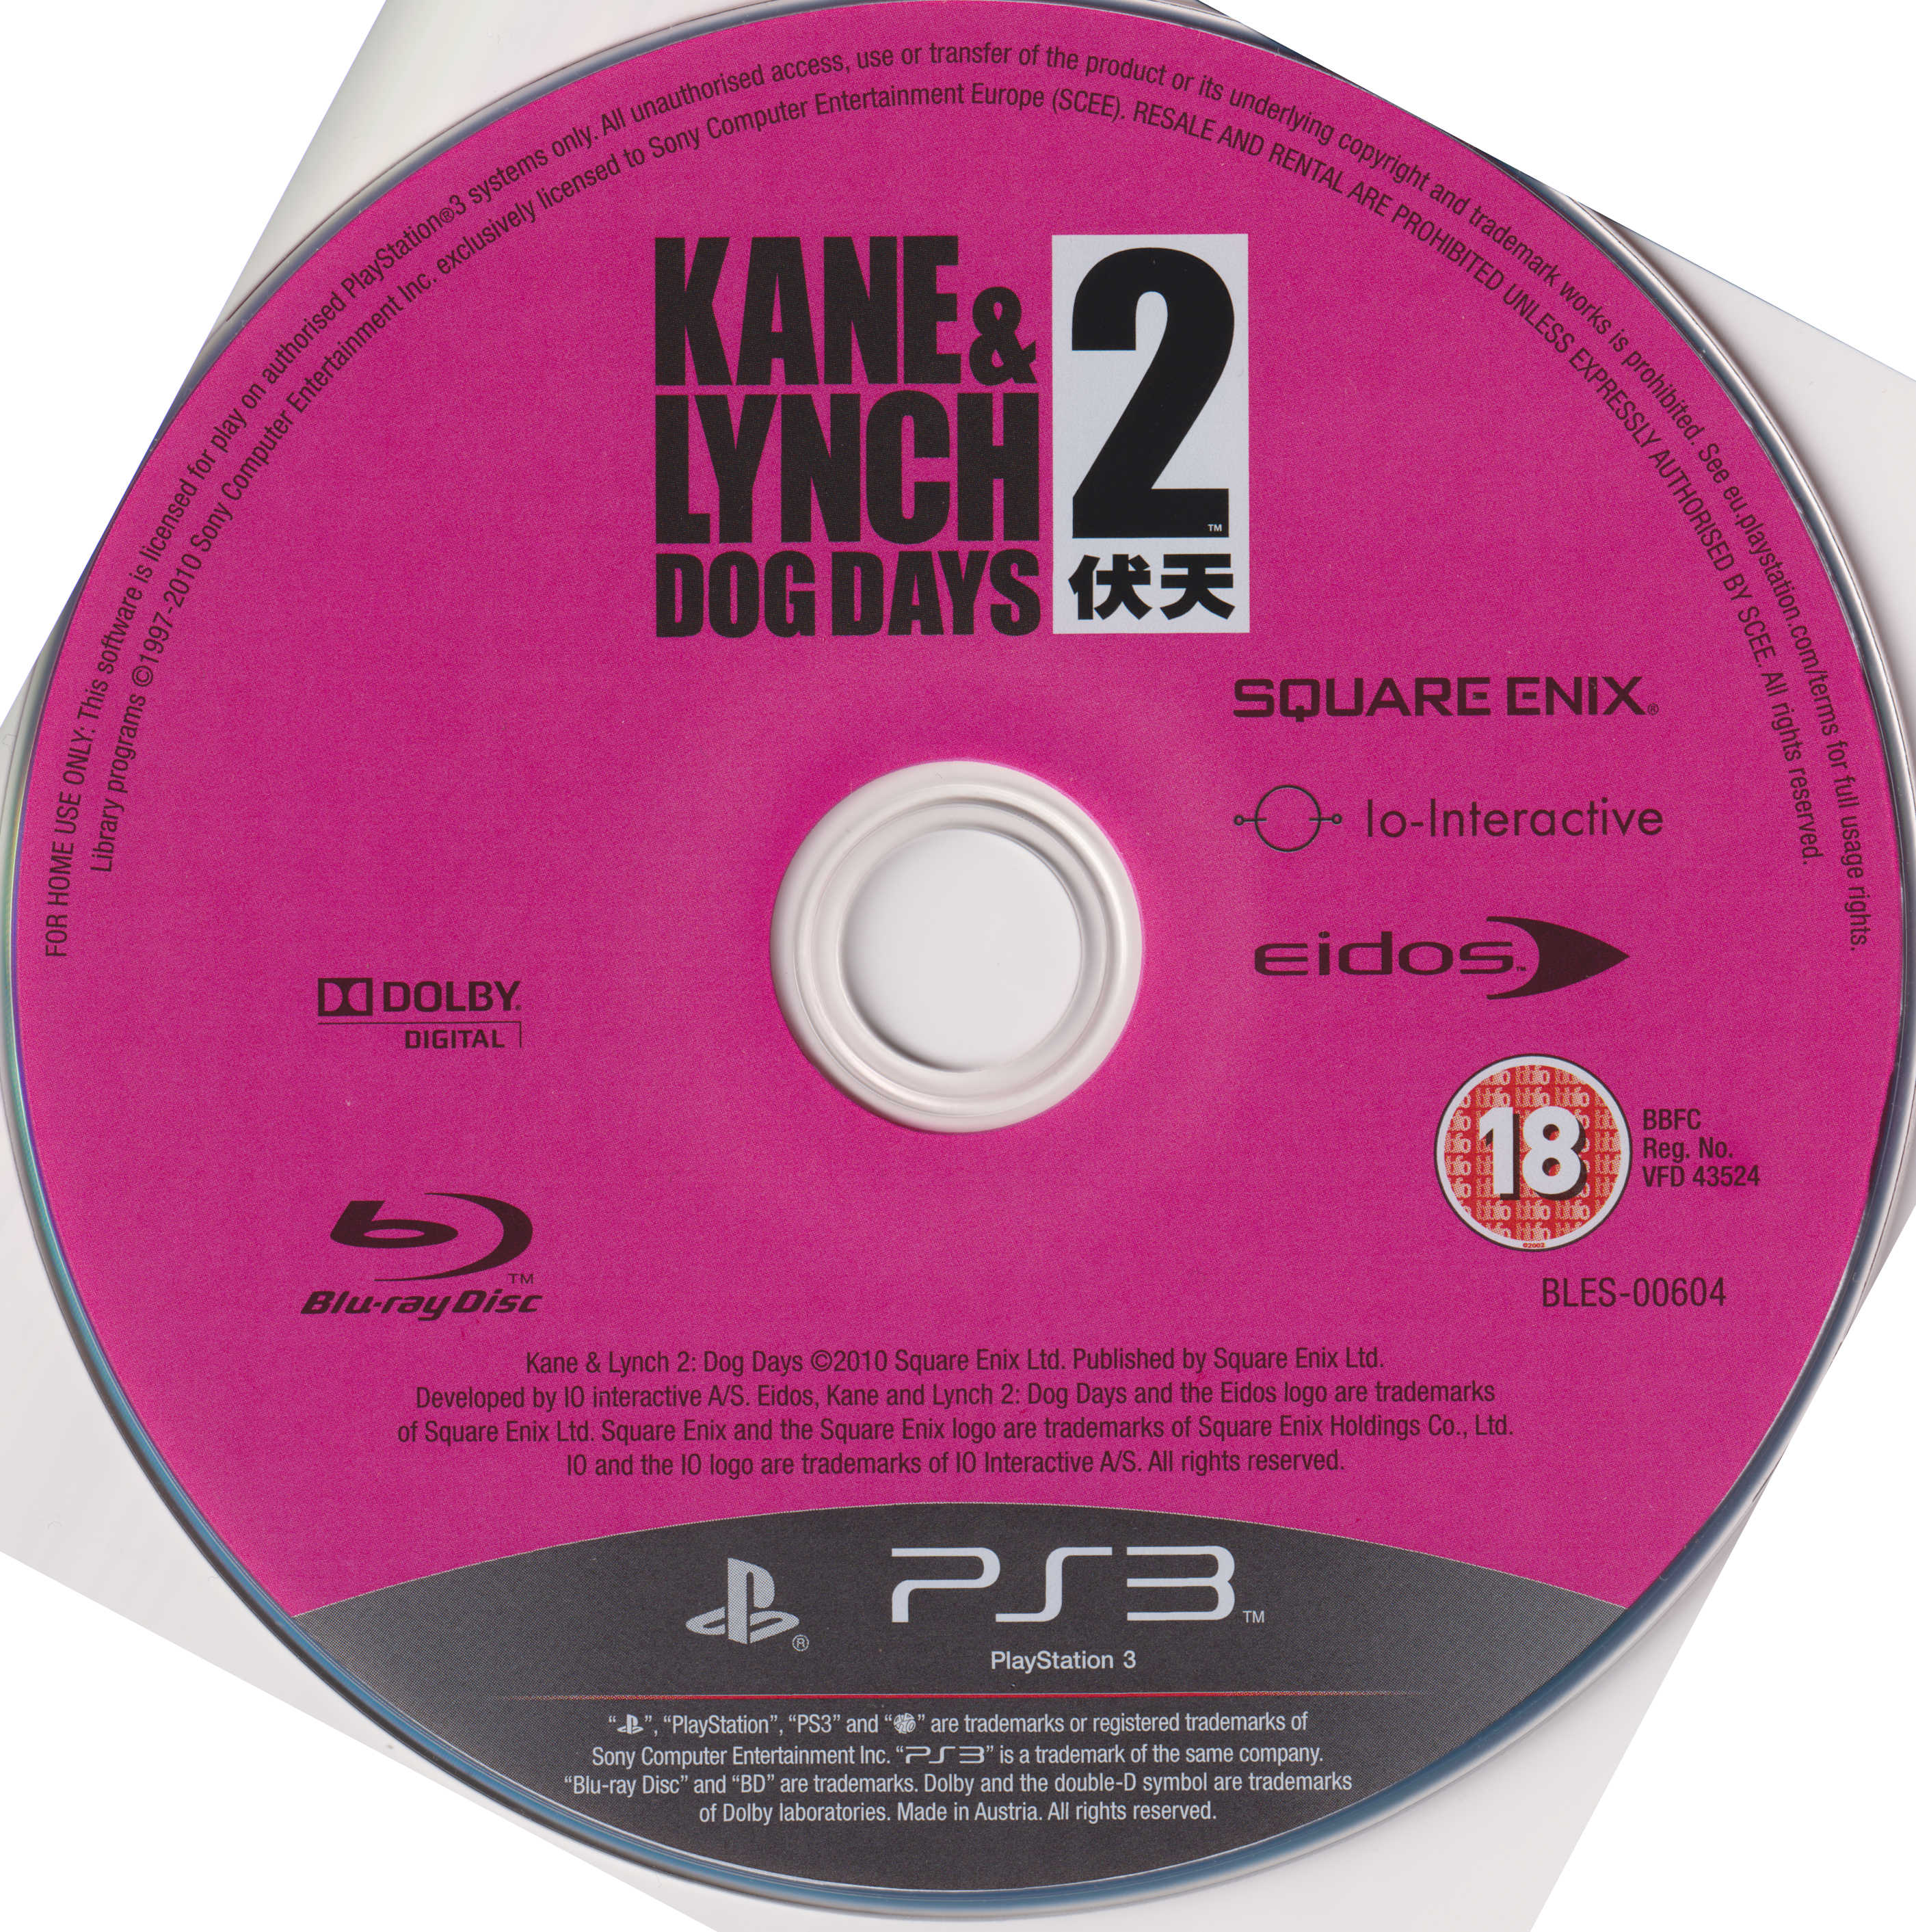 FOR HOME USE ONLY: This software is licensed for play on authorised PlayStation®3 systems only. All unauthorised access, use or transfer of the product or its underlying copyright and trademark works is prohibited. See eu.playstation.com/terms for full usage rights.
Library programs ©1997-2010 Sony Computer Entertainment Inc. exclusively licensed to Sony Computer Entertainment Europe (SCEE). RESALE AND RENTAL ARE PROHIBITED UNLESS EXPRESSLY AUTHORISED BY SCEE. All rights reserved.
KANE &
LYNCH
DOG DAYS
2™
伏天
SQUARE ENIX®
Io-Interactive
eidos™
DOLBY®
DIGITAL
18
BBFC
Reg. No.
VFD 43524
Blu-ray Disc™
BLES-00604
Kane & Lynch 2: Dog Days ©2010 Square Enix Ltd. Published by Square Enix Ltd.
Developed by IO interactive A/S. Eidos, Kane and Lynch 2: Dog Days and the Eidos logo are trademarks
of Square Enix Ltd. Square Enix and the Square Enix logo are trademarks of Square Enix Holdings Co., Ltd.
IO and the IO logo are trademarks of IO Interactive A/S. All rights reserved.
® PS3™
PlayStation 3
“ ”, “PlayStation”, “PS3” and “ ” are trademarks or registered trademarks of
Sony Computer Entertainment Inc. “PS3” is a trademark of the same company.
“Blu-ray Disc” and “BD” are trademarks. Dolby and the double-D symbol are trademarks
of Dolby laboratories. Made in Austria. All rights reserved.